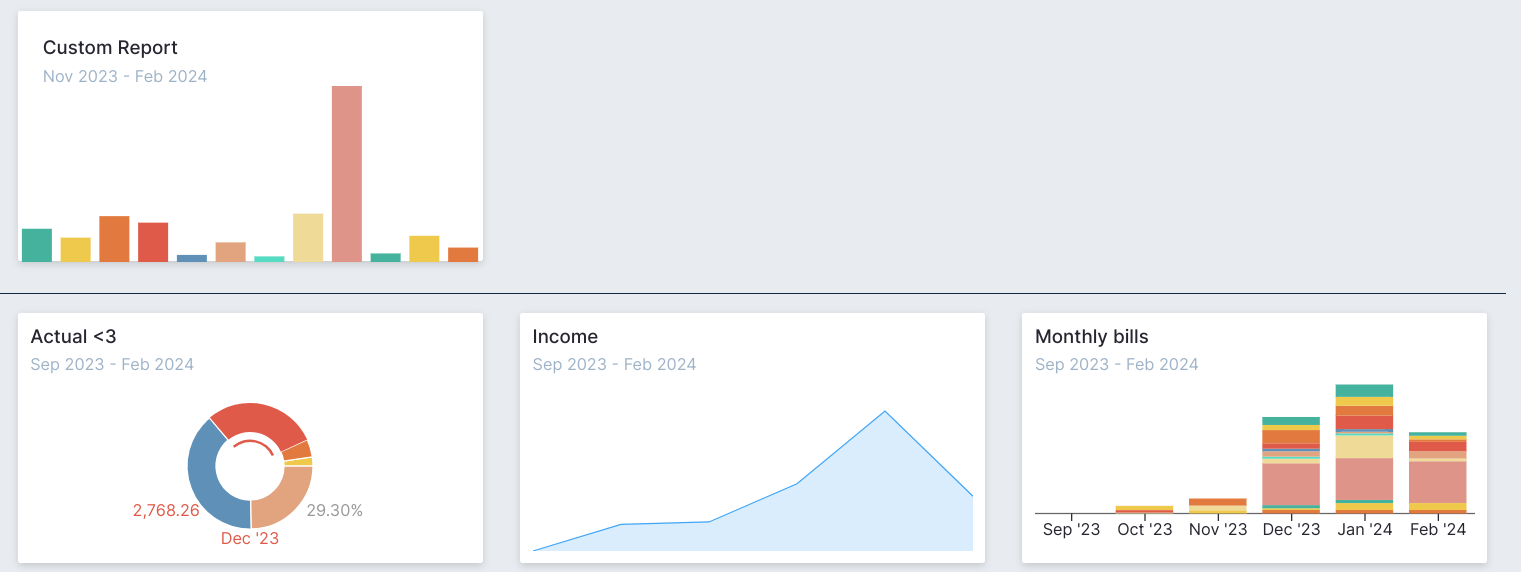 Custom Report
Nov 2023 - Feb 2024
Actual <3
Sep 2023 - Feb 2024
2,768.26
29.30%
Dec '23
Income
Sep 2023 - Feb 2024
Monthly bills
Sep 2023 - Feb 2024
Sep '23 Oct '23 Nov '23 Dec '23 Jan '24 Feb '24